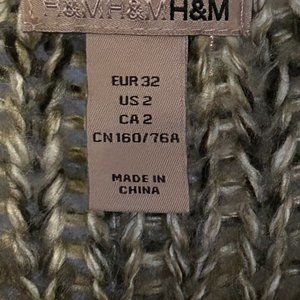 H&M H&M H&M
EUR 32
US 2
CA 2
CN 160/76A
MADE IN
CHINA